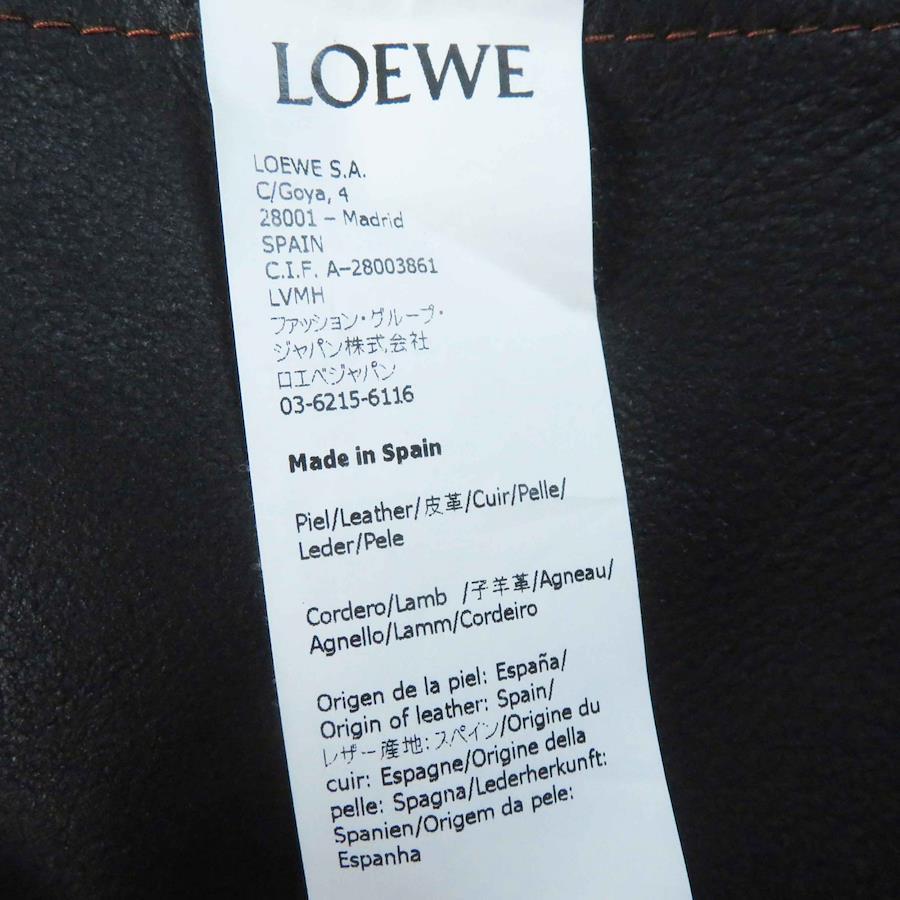 LOEWE
LOEWE S.A.
C/Goya, 4
28001 – Madrid
SPAIN
C.I.F. A-28003861
LVMH
ファッション・グループ・
ジャパン株式会社
ロエベジャパン
03-6215-6116
Made in Spain
Piel/Leather/皮革/Cuir/Pelle/
Leder/Pele
Cordero/Lamb /子羊革/Agneau/
Agnello/Lamm/Cordeiro
Origen de la piel: España/
Origin of leather: Spain/
レザー産地: スペイン/Origine du
cuir: Espagne/Origine della
pelle: Spagna/Lederherkunft:
Spanien/Origem da pele:
Espanha